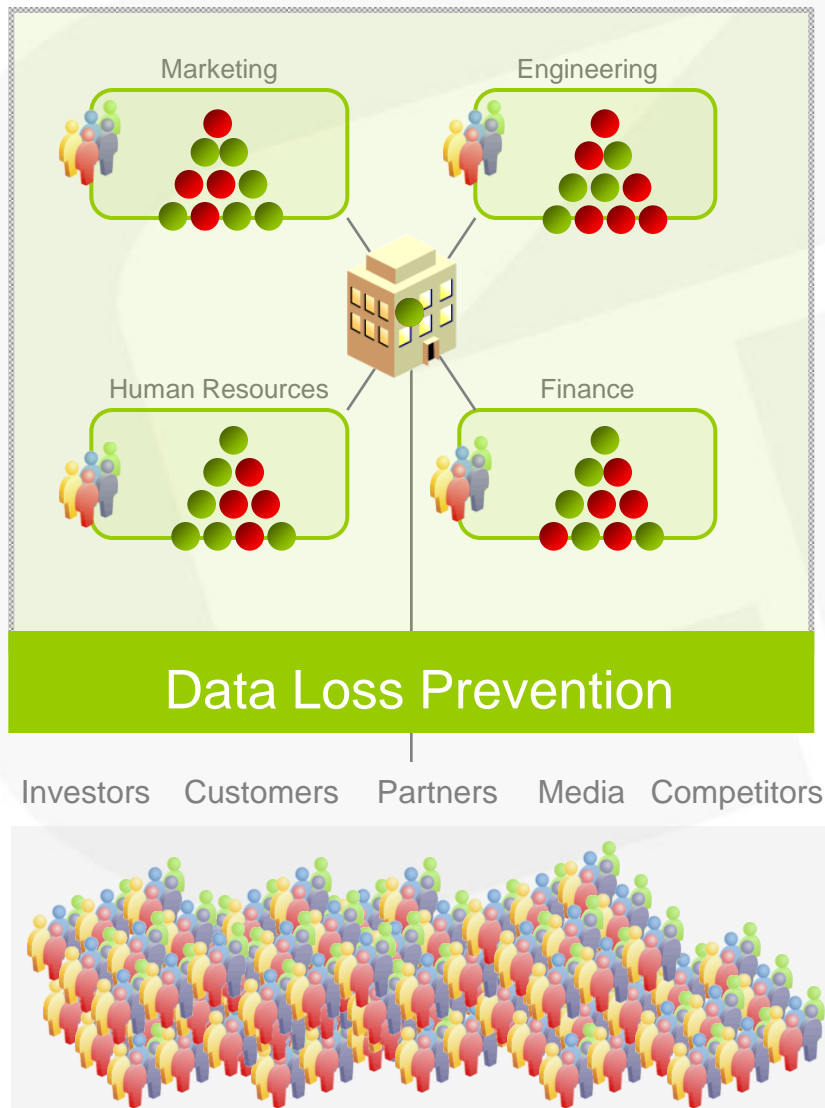 Marketing
Engineering
Human Resources
Finance
Data Loss Prevention
Investors Customers Partners Media Competitors